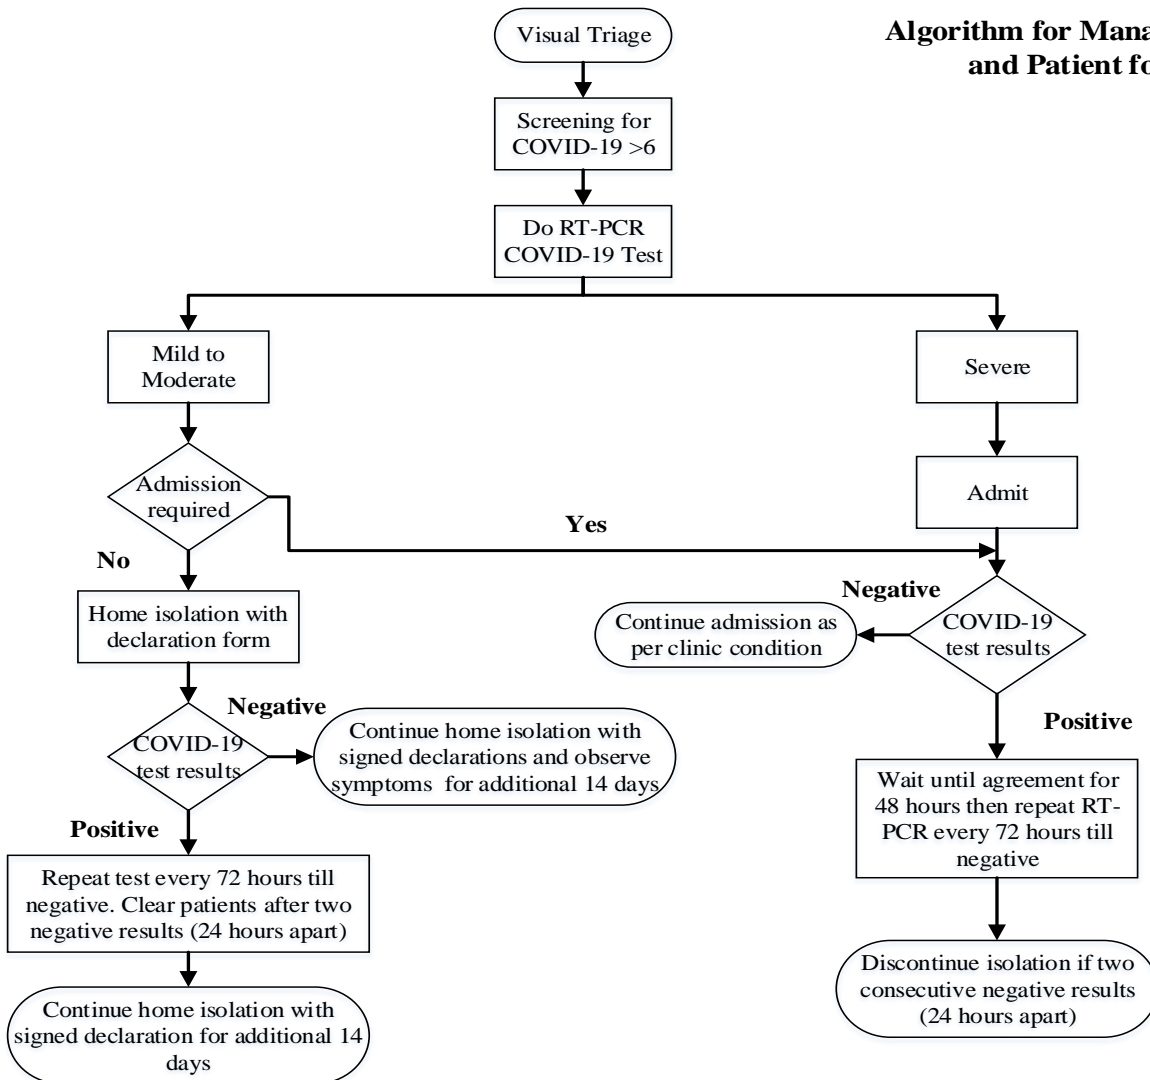 Visual Triage
Algorithm for Mana
and Patient fo
Screening for
COVID-19 >6
Do RT-PCR
COVID-19 Test
Mild to
Moderate
Severe
Admission
required
Admit
Yes
No
Home isolation with
declaration form
Negative
Continue admission as
per clinic condition
COVID-19
test results
Negative
COVID-19
test results
Continue home isolation with
signed declarations and observe
symptoms for additional 14 days
Positive
Positive
Wait until agreement for
48 hours then repeat RT-
PCR every 72 hours till
negative
Repeat test every 72 hours till
negative. Clear patients after two
negative results (24 hours apart)
Discontinue isolation if two
consecutive negative results
(24 hours apart)
Continue home isolation with
signed declaration for additional 14
days